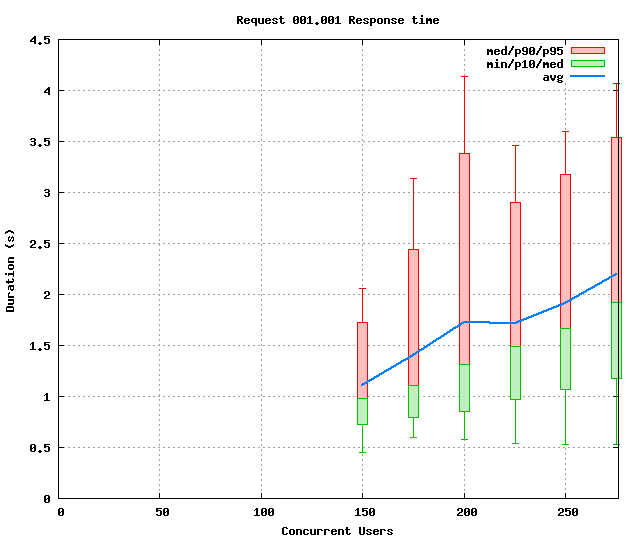 Request 001.001 Response time
med/p90/p95
min/p10/med
avg
4.5
4
3.5
3
2.5
2
1.5
1
0.5
0
Duration (s)
0 50 100 150 200 250
Concurrent Users